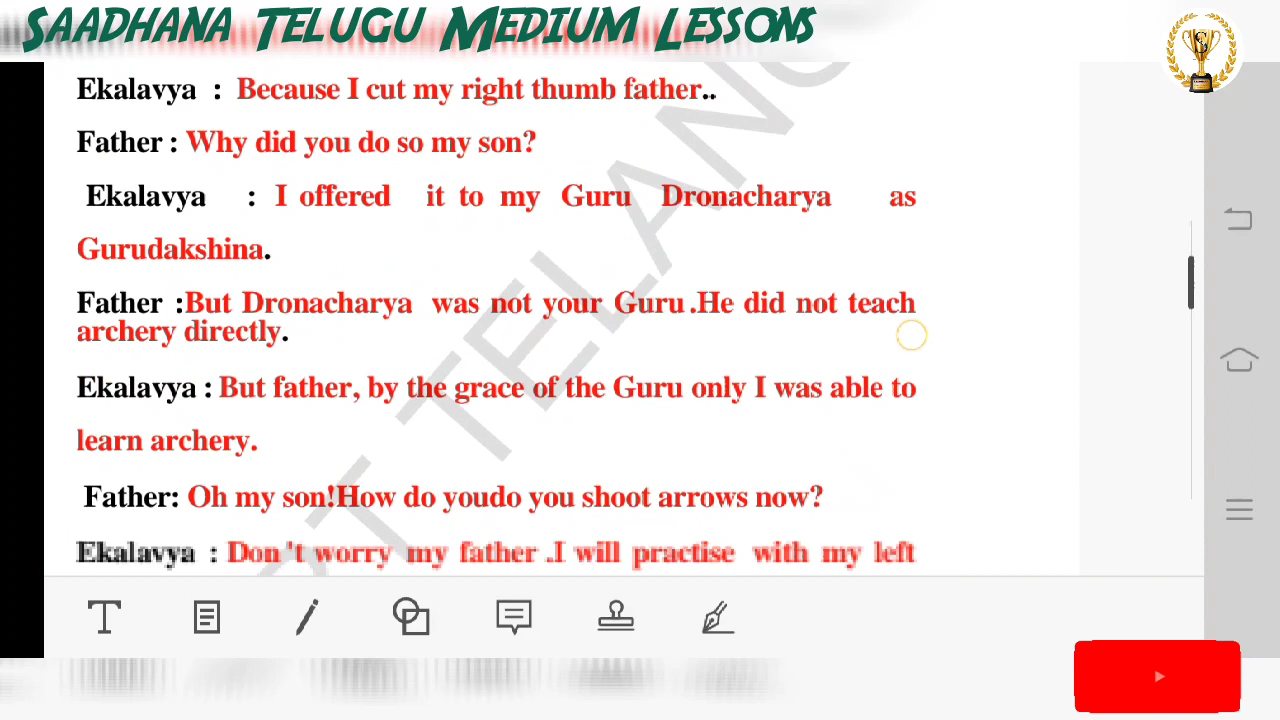 SAADHANA TELUGU MEDIUM LESSONS
Ekalavya : Because I cut my right thumb father..
Father : Why did you do so my son?
Ekalavya : I offered it to my Guru Dronacharya as
Gurudakshina.
Father :But Dronacharya was not your Guru .He did not teach
archery directly.
Ekalavya : But father, by the grace of the Guru only I was able to
learn archery.
Father: Oh my son!How do youdo you shoot arrows now?
Ekalavya : Don 't worry my father .I will practise with my left